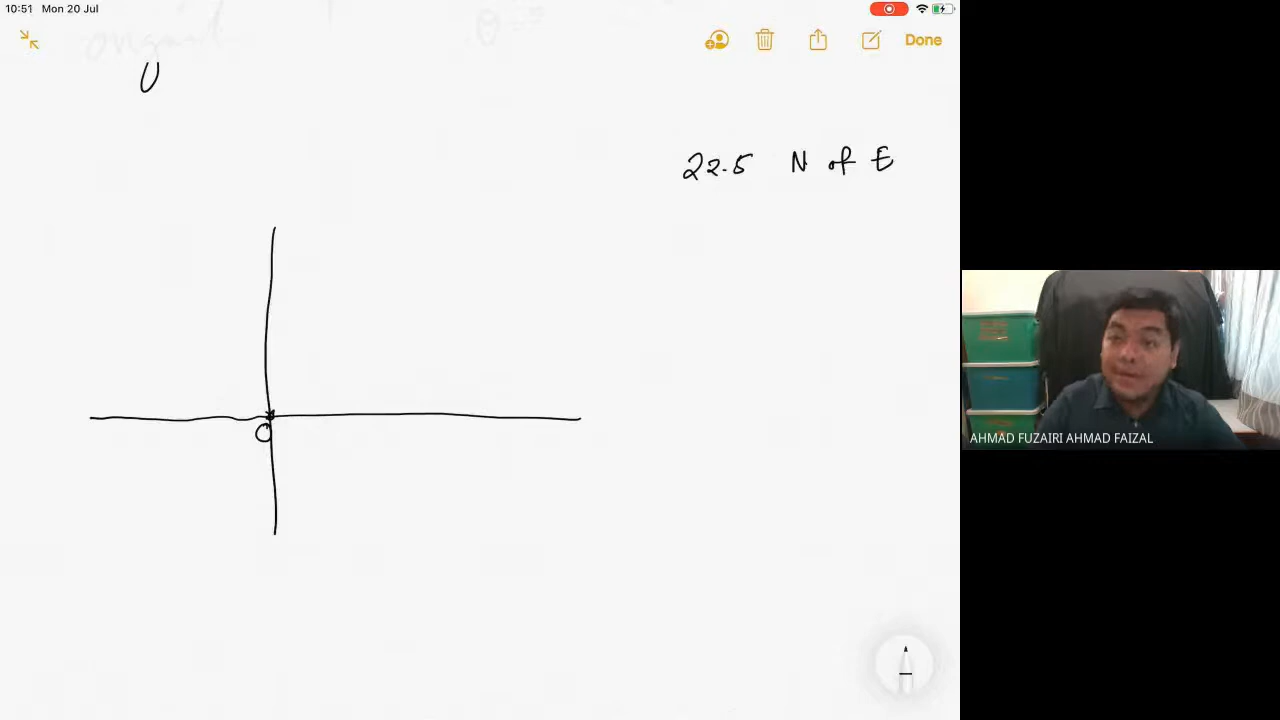 10:51 Mon 20 Jul
Done
22.5 N of E
O
AHMAD FUZAIRI AHMAD FAIZAL